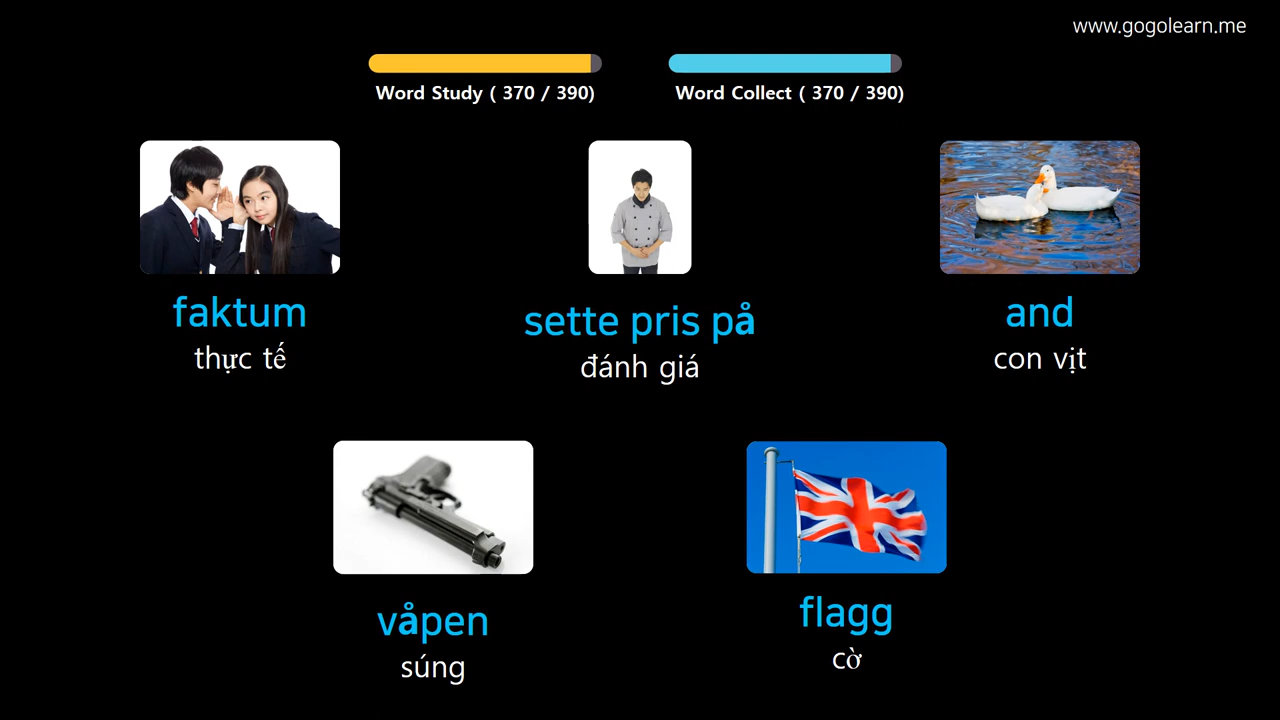 www.gogolearn.me
Word Study ( 370 / 390)
Word Collect ( 370 / 390)
faktum
thực tế
sette pris på
đánh giá
and
con vịt
våpen
súng
flagg
cờ